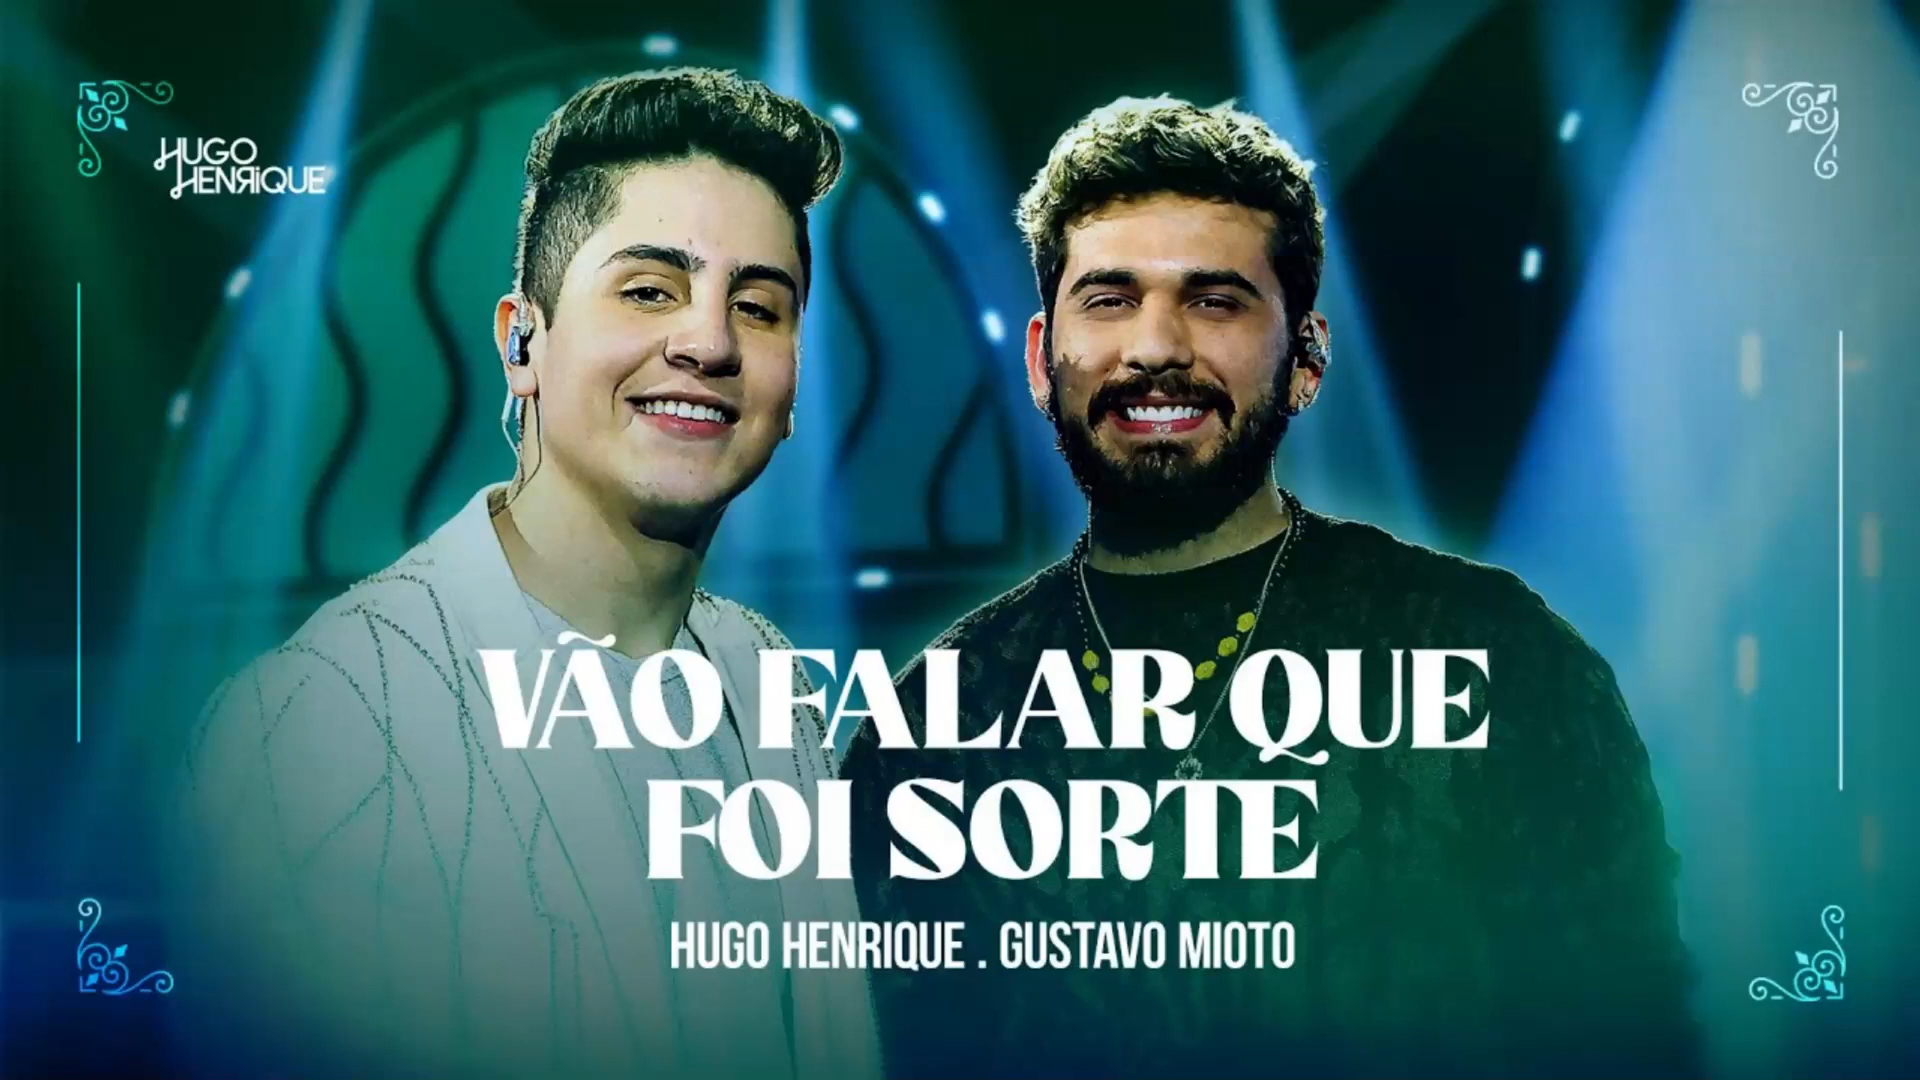 HUGO
HENRIQUE
VÃO FALAR QUE
FOI SORTE
HUGO HENRIQUE . GUSTAVO MIOTO